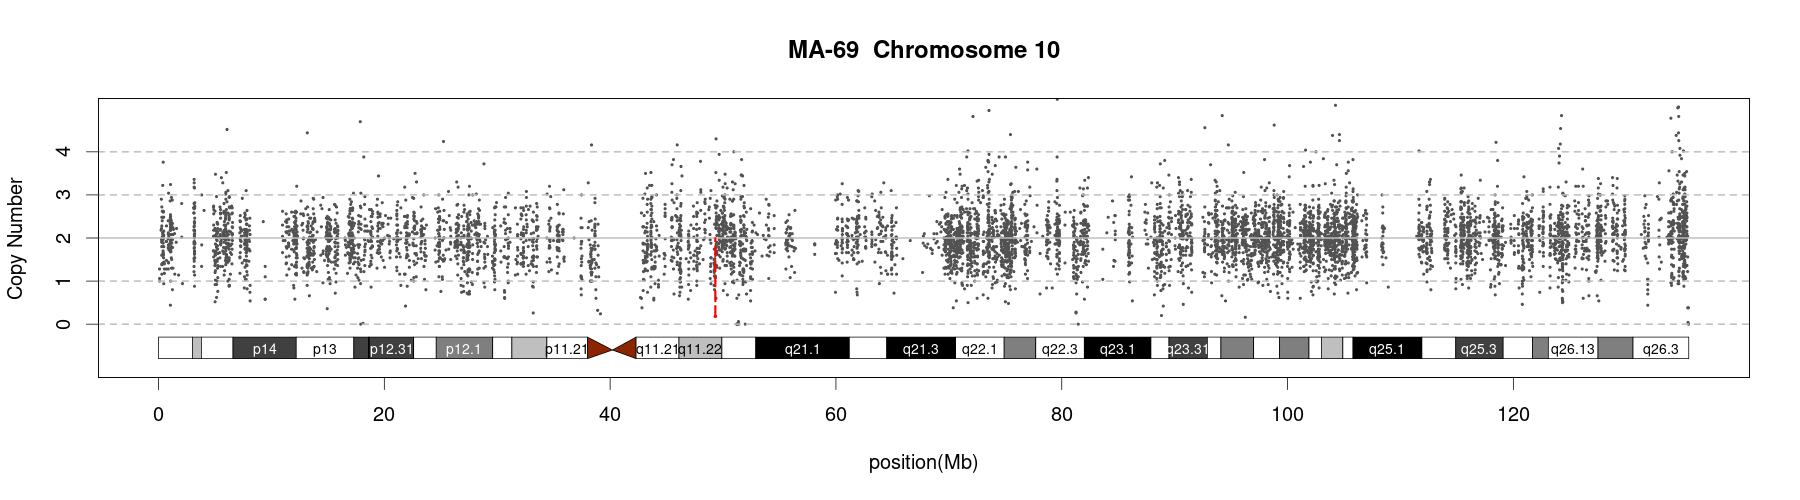 MA-69 Chromosome 10
Copy Number
4
3
2
1
0
p14 p13 p12.31 p12.1 p11.21 q11.21 q11.22 q21.1 q21.3 q22.1 q22.3 q23.1 q23.31 q25.1 q25.3 q26.13 q26.3
0 20 40 60 80 100 120
position(Mb)